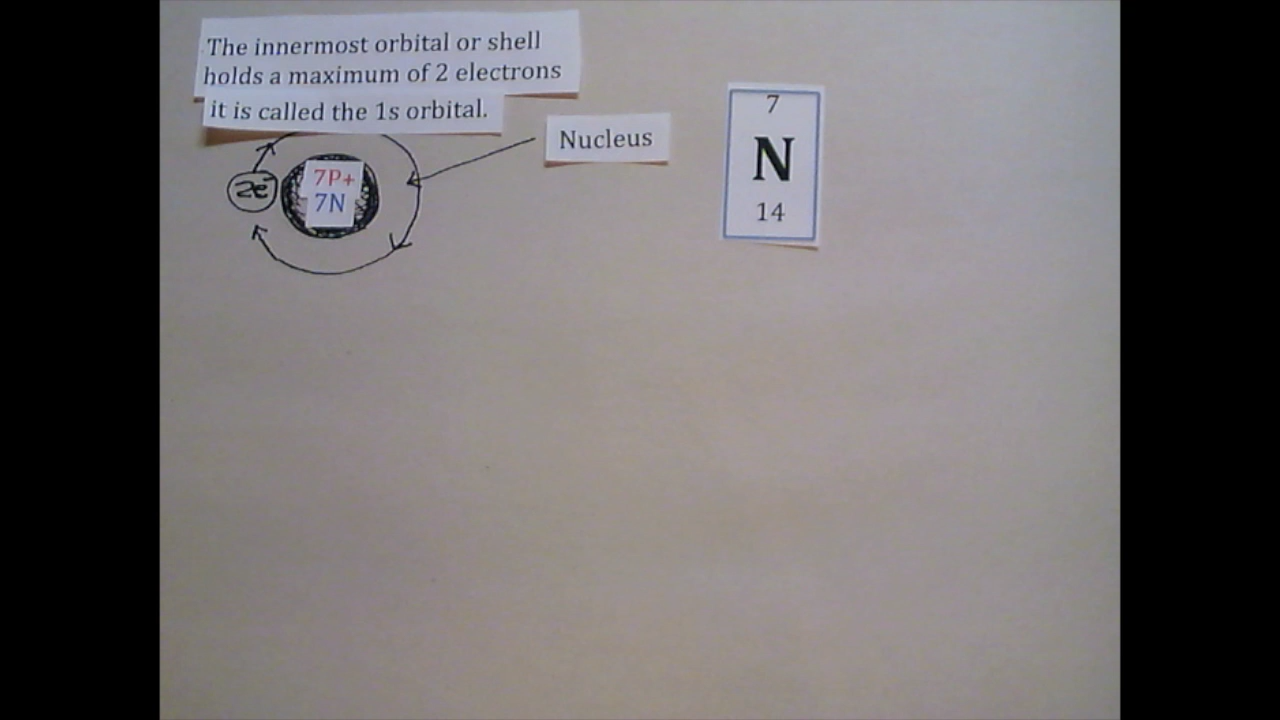 The innermost orbital or shell
holds a maximum of 2 electrons
it is called the 1s orbital.
Nucleus
7
N
14
2e⁻
7P+
7N